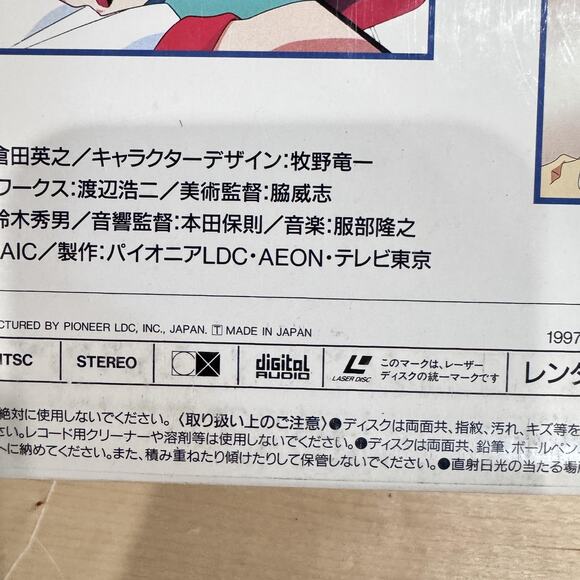 倉田英之／キャラクターデザイン：牧野竜一
ワークス：渡辺浩二／美術監督：脇威志
鈴木秀男／音響監督：本田保則／音楽：服部隆之
AIC／製作：パイオニアLDC・AEON・テレビ東京
CTURED BY PIONEER LDC, INC., JAPAN. Ⓣ MADE IN JAPAN
1997
NTSC STEREO digital AUDIO LASER DISC このマークは、レーザーディスクの統一マークです レンタ
絶対に使用しないでください。〈取り扱い上のご注意〉●ディスクは両面共、指紋、汚れ、キズ等を
さい。レコード用クリーナーや溶剤等は使用しないでください。●ディスクは両面共、鉛筆、ボールペン、
へに納めてください。また、積み重ねたり傾けたりして保管しないでください。●直射日光の当たる場所